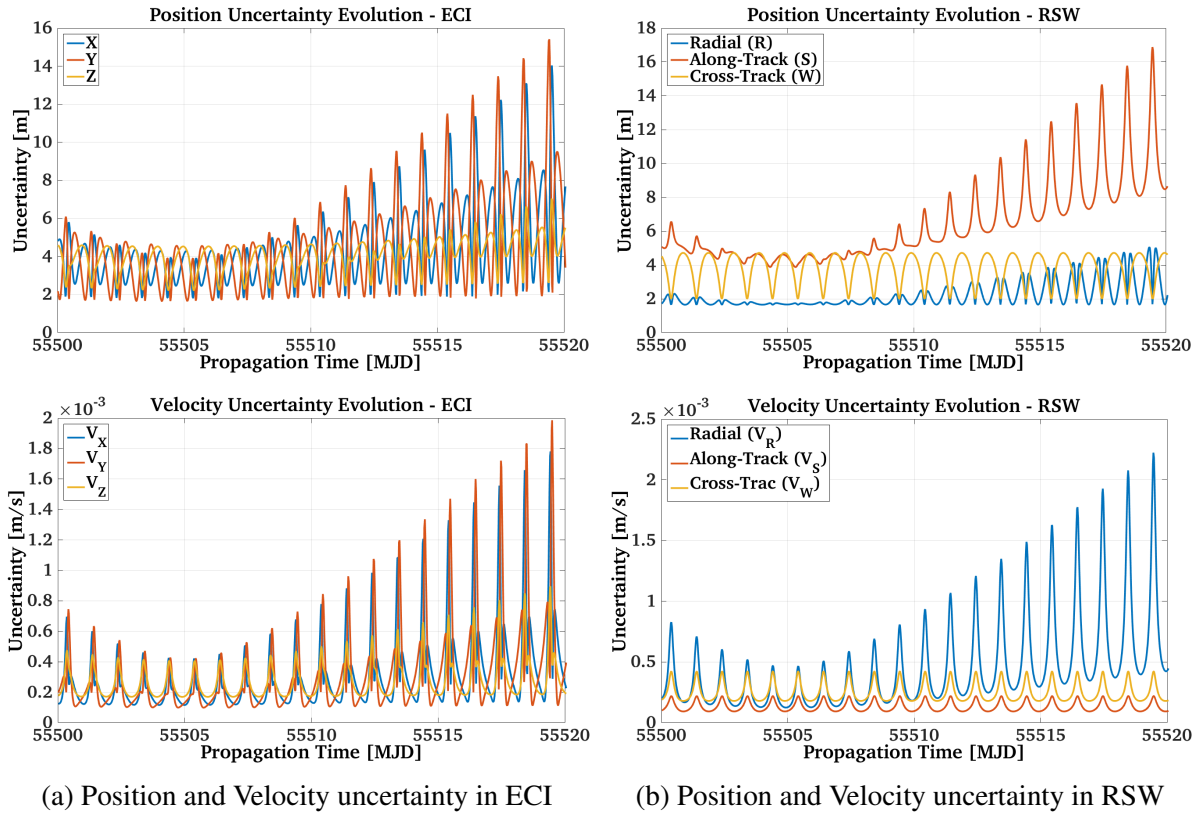 Position Uncertainty Evolution - ECI
Uncertainty [m]
16
14
12
10
8
6
4
2
0
X
Y
Z
55500
55505
55510
55515
55520
Propagation Time [MJD]
Position Uncertainty Evolution - RSW
Uncertainty [m]
18
16
14
12
10
8
6
4
2
0
Radial (R)
Along-Track (S)
Cross-Track (W)
55500
55505
55510
55515
55520
Propagation Time [MJD]
Velocity Uncertainty Evolution - ECI
×10⁻³
Uncertainty [m/s]
2
1.8
1.6
1.4
1.2
1
0.8
0.6
0.4
0.2
0
V_X
V_Y
V_Z
55500
55505
55510
55515
55520
Propagation Time [MJD]
Velocity Uncertainty Evolution - RSW
×10⁻³
Uncertainty [m/s]
2.5
2
1.5
1
0.5
0
Radial (V_R)
Along-Track (V_S)
Cross-Trac (V_W)
55500
55505
55510
55515
55520
Propagation Time [MJD]
(a) Position and Velocity uncertainty in ECI
(b) Position and Velocity uncertainty in RSW